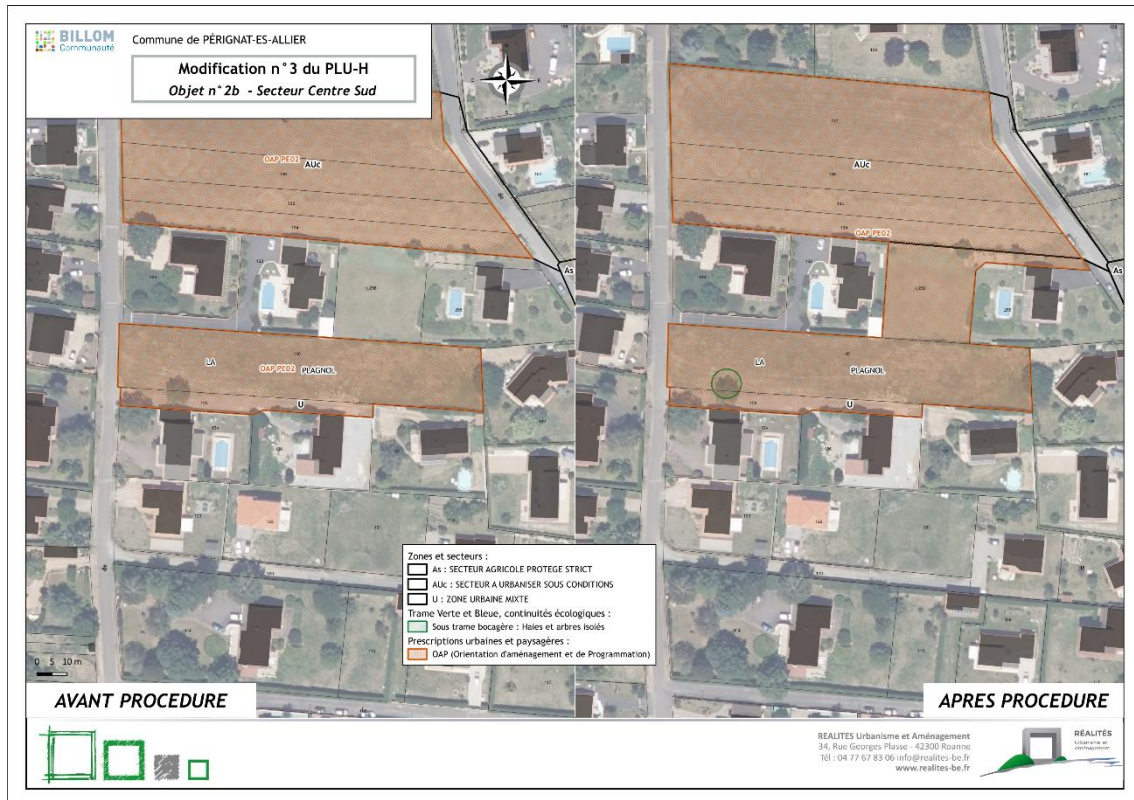 BILLOM
Communauté
Commune de PÉRIGNAT-ES-ALLIER
Modification n°3 du PLU-H
Objet n°2b - Secteur Centre Sud
OAP PE02
AUc
As
LA
OAP PE02
PLAGNOL
U
AUc
OAP PE02
As
LA
PLAGNOL
U
Zones et secteurs :
As : SECTEUR AGRICOLE PROTEGE STRICT
AUc : SECTEUR A URBANISER SOUS CONDITIONS
U : ZONE URBAINE MIXTE
Trame Verte et Bleue, continuités écologiques :
Sous trame bocagère : Haies et arbres isolés
Prescriptions urbaines et paysagères :
OAP (Orientation d'aménagement et de Programmation)
0 5 10 m
AVANT PROCEDURE
APRES PROCEDURE
REALITES Urbanisme et Aménagement
34, Rue Georges Plasse - 42300 Roanne
Tél : 04 77 67 83 06 info@realites-be.fr
www.realites-be.fr
RÉALITÉS
Urbanisme et
Aménagement